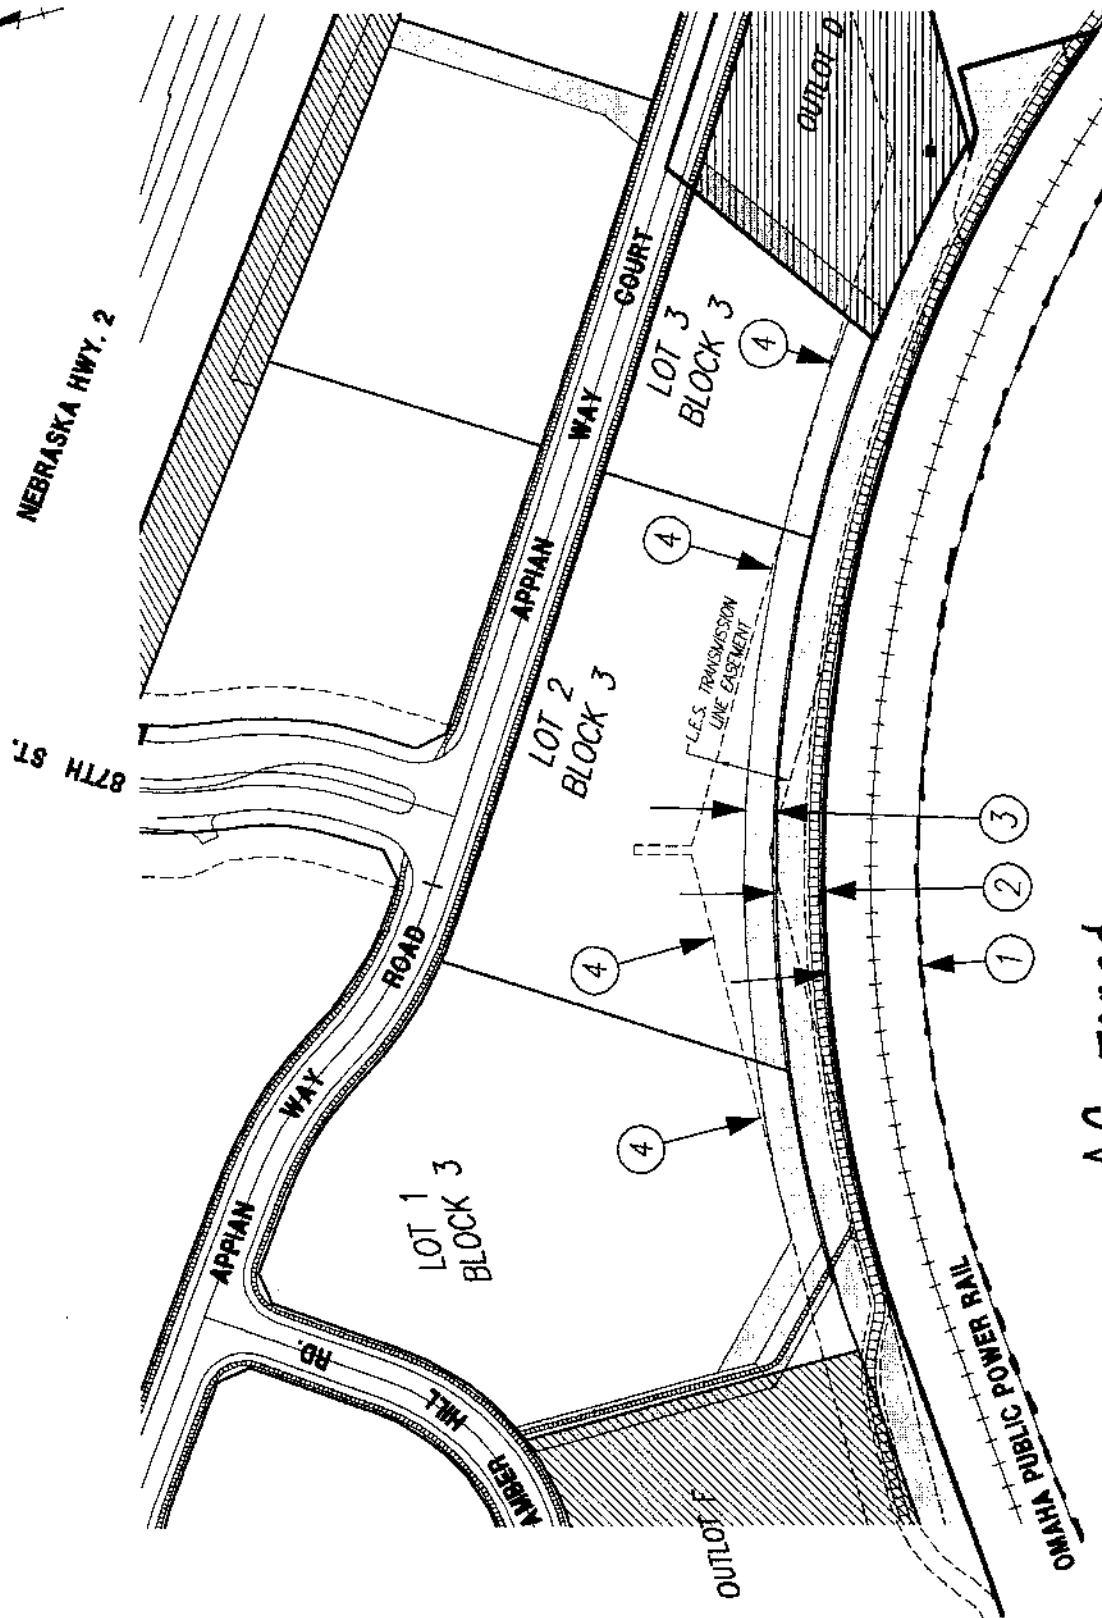 NEBRASKA HWY. 2
87TH ST.
OUTLOT D
COURT
WAY
APPIAN
LOT 3
BLOCK 3
4
4
LOT 2
BLOCK 3
L.E.S. TRANSMISSION
LINE EASEMENT
ROAD
WAY
APPIAN
4
3
2
1
4
LOT 1
BLOCK 3
RD.
HILL
AMBER
OUTLOT F
OMAHA PUBLIC POWER RAIL